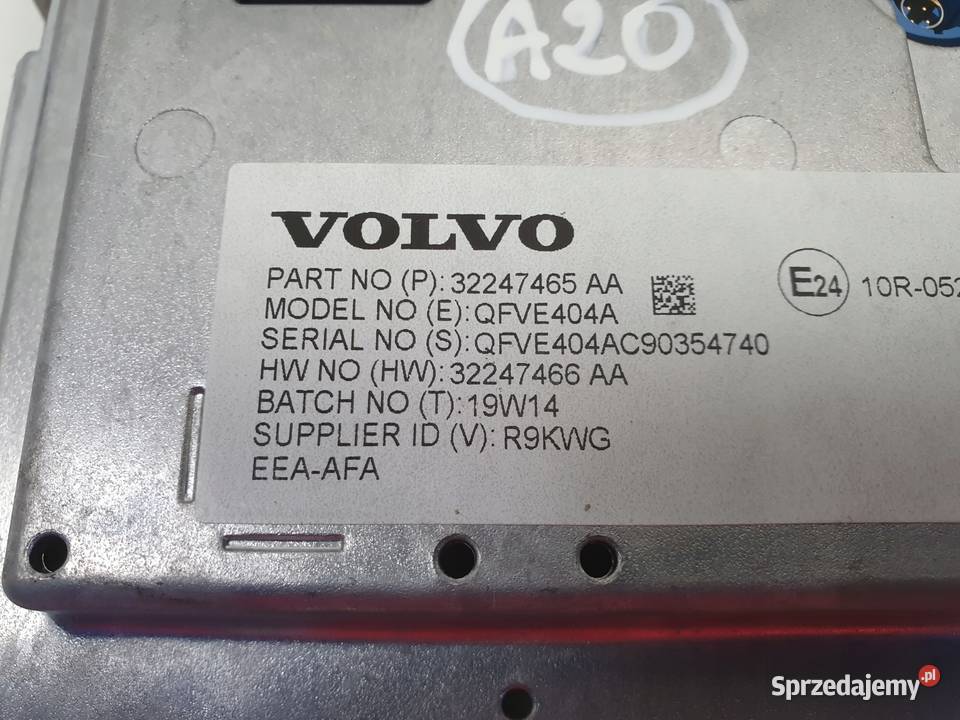 A20
VOLVO
PART NO (P): 32247465 AA
MODEL NO (E): QFVE404A
SERIAL NO (S): QFVE404AC90354740
HW NO (HW): 32247466 AA
BATCH NO (T): 19W14
SUPPLIER ID (V): R9KWG
EEA-AFA
E24 10R-052
Sprzedajemy.pl